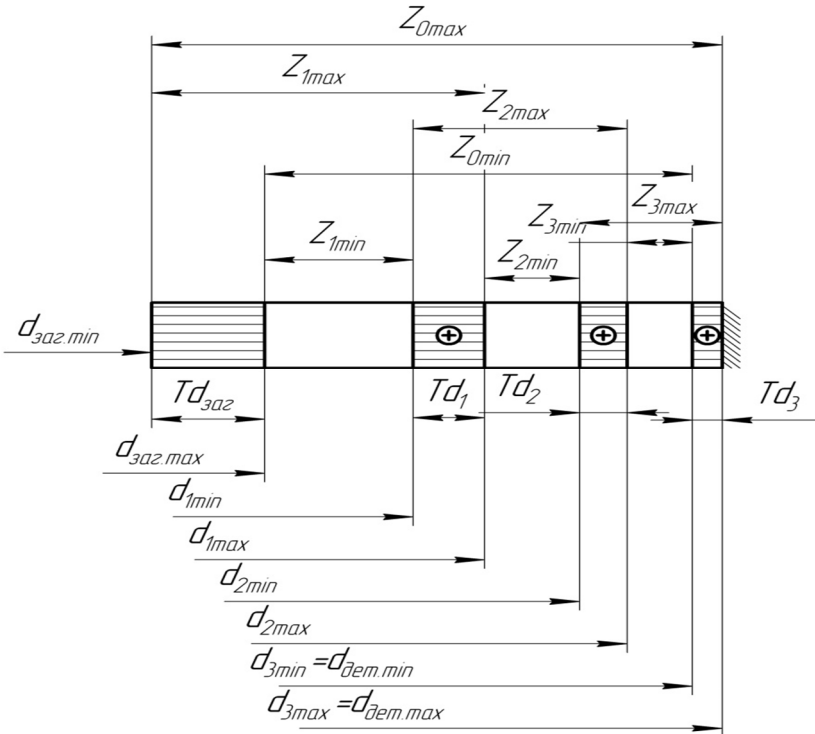 Z0max
Z1max
Z2max
Z0min
Z3max
Z3min
Z1min
Z2min
dзаг.min
Tdзаг
Td1
Td2
Td3
dзаг.max
d1min
d1max
d2min
d2max
d3min =dдет.min
d3max =dдет.max